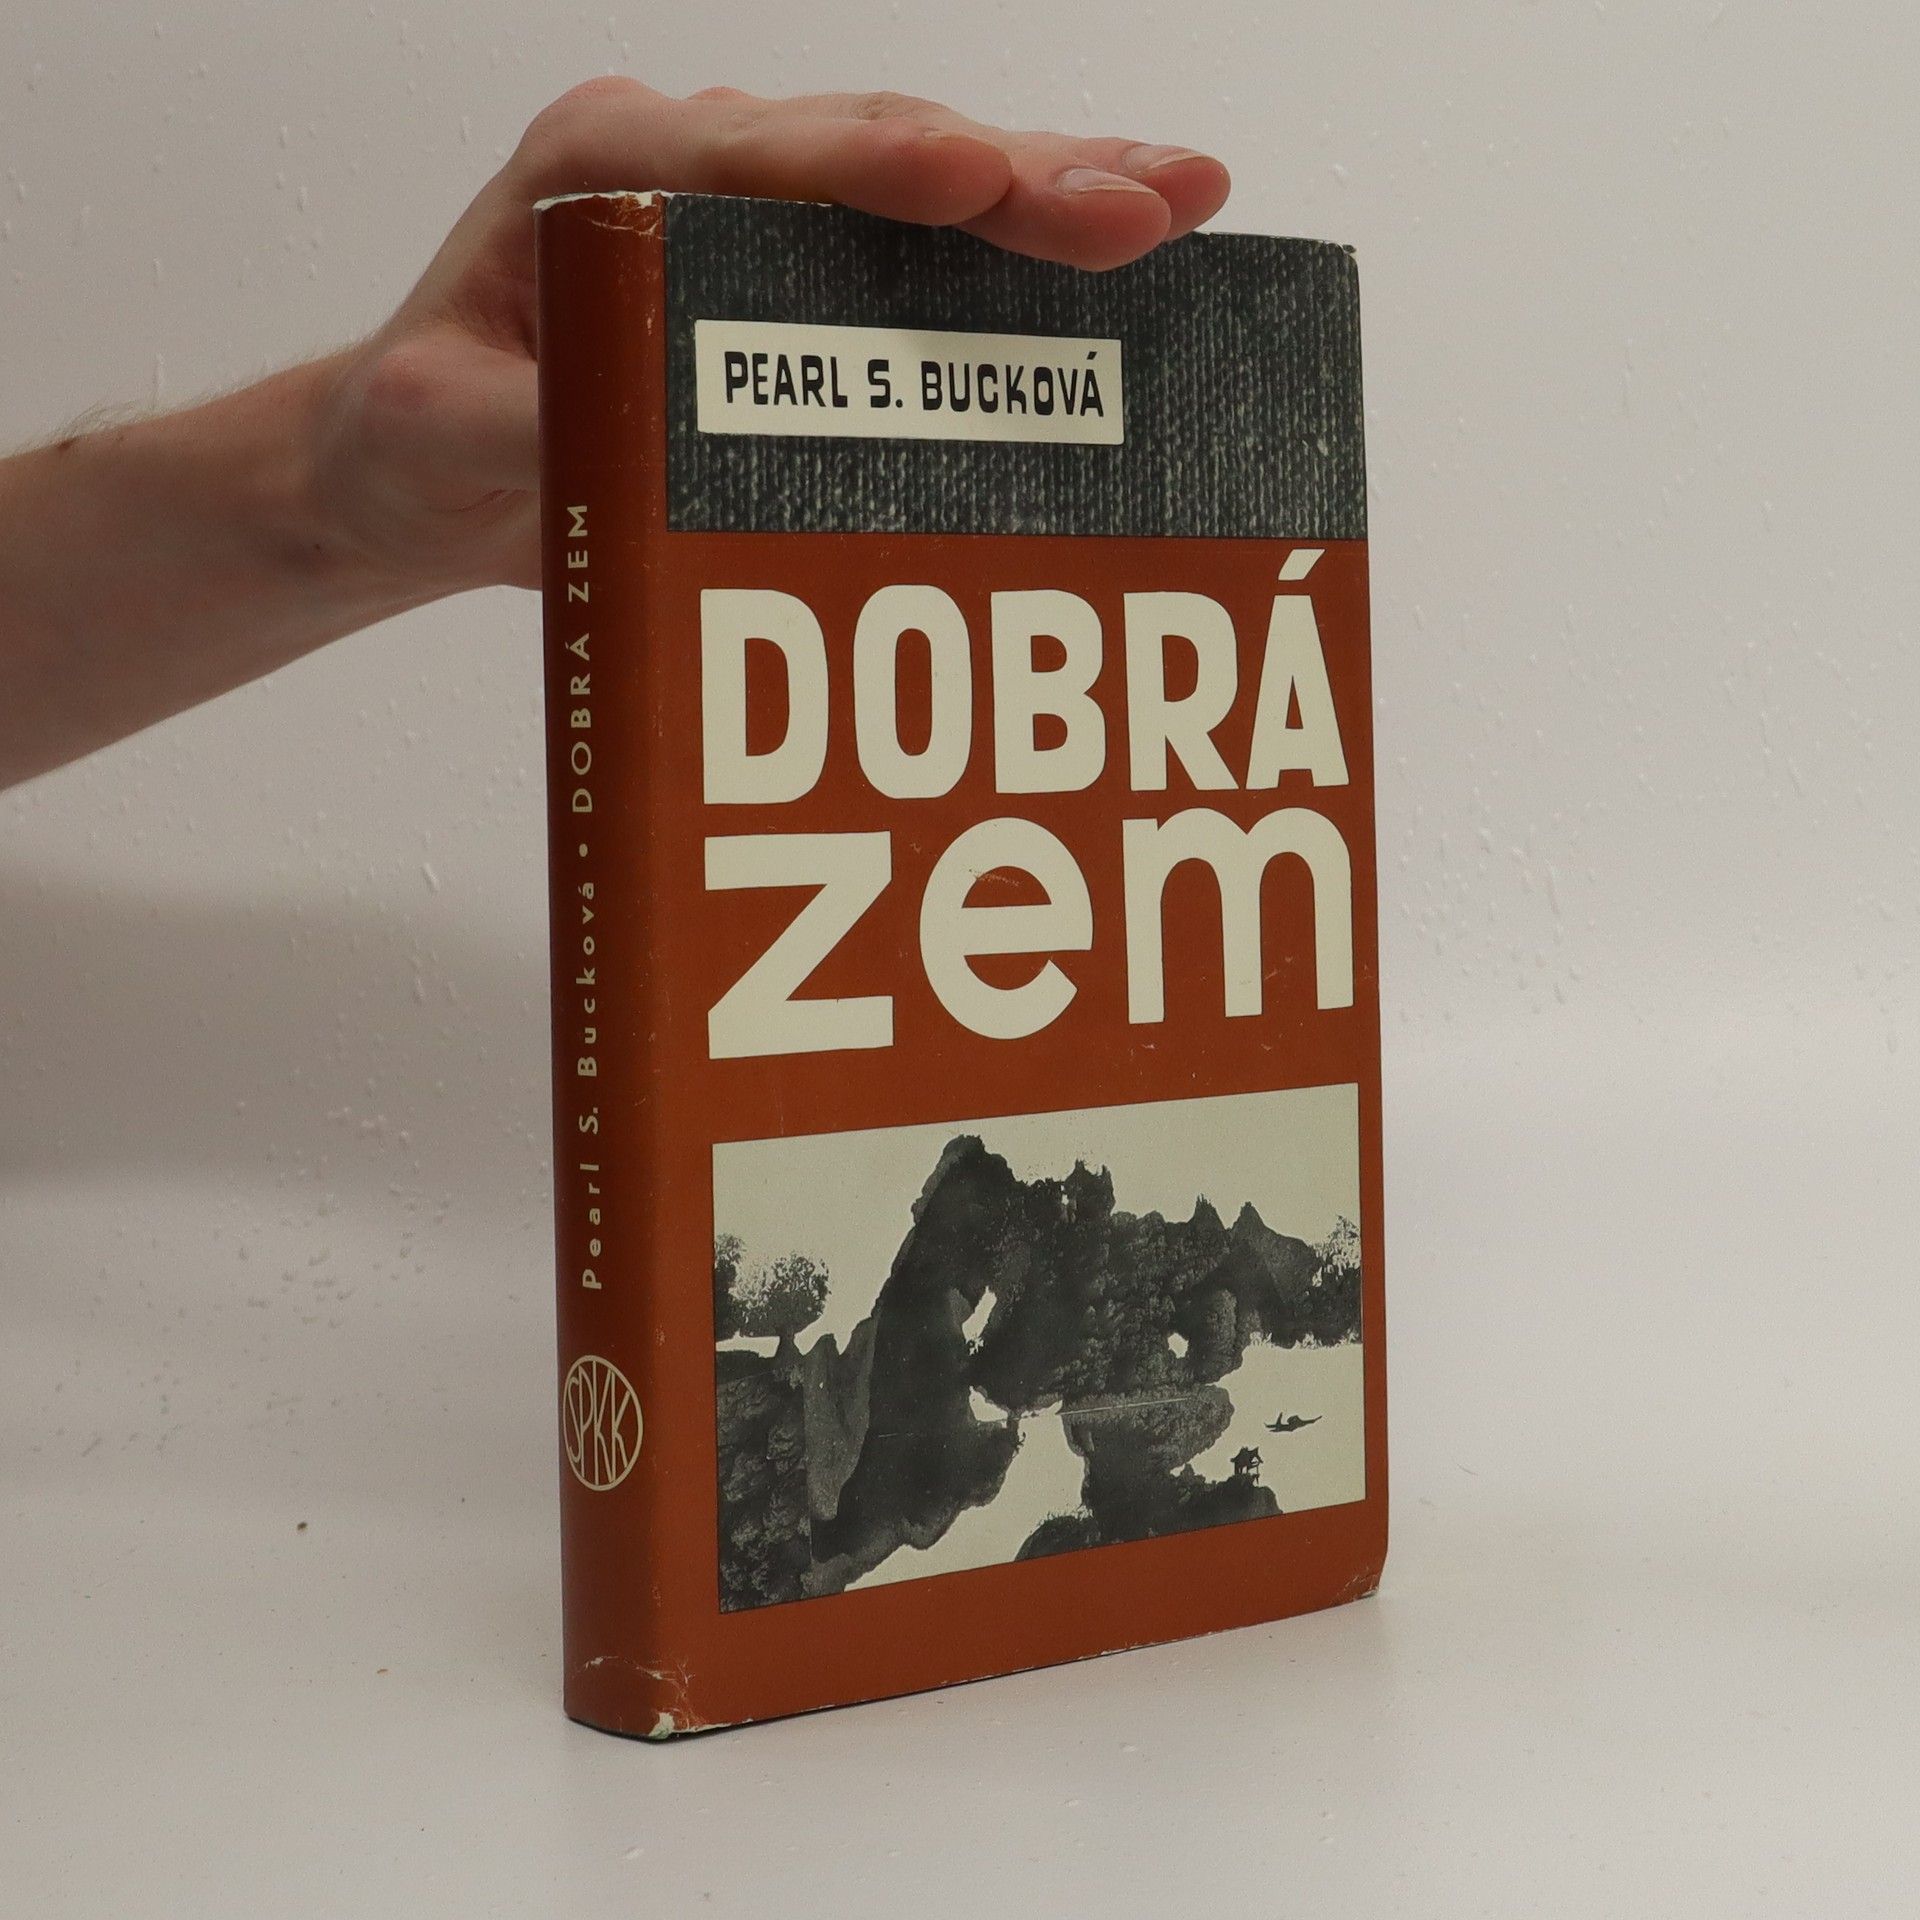 PEARL S. BUCKOVÁ
DOBRÁ
zem
Pearl S. Bucková • DOBRÁ ZEM
SPKK